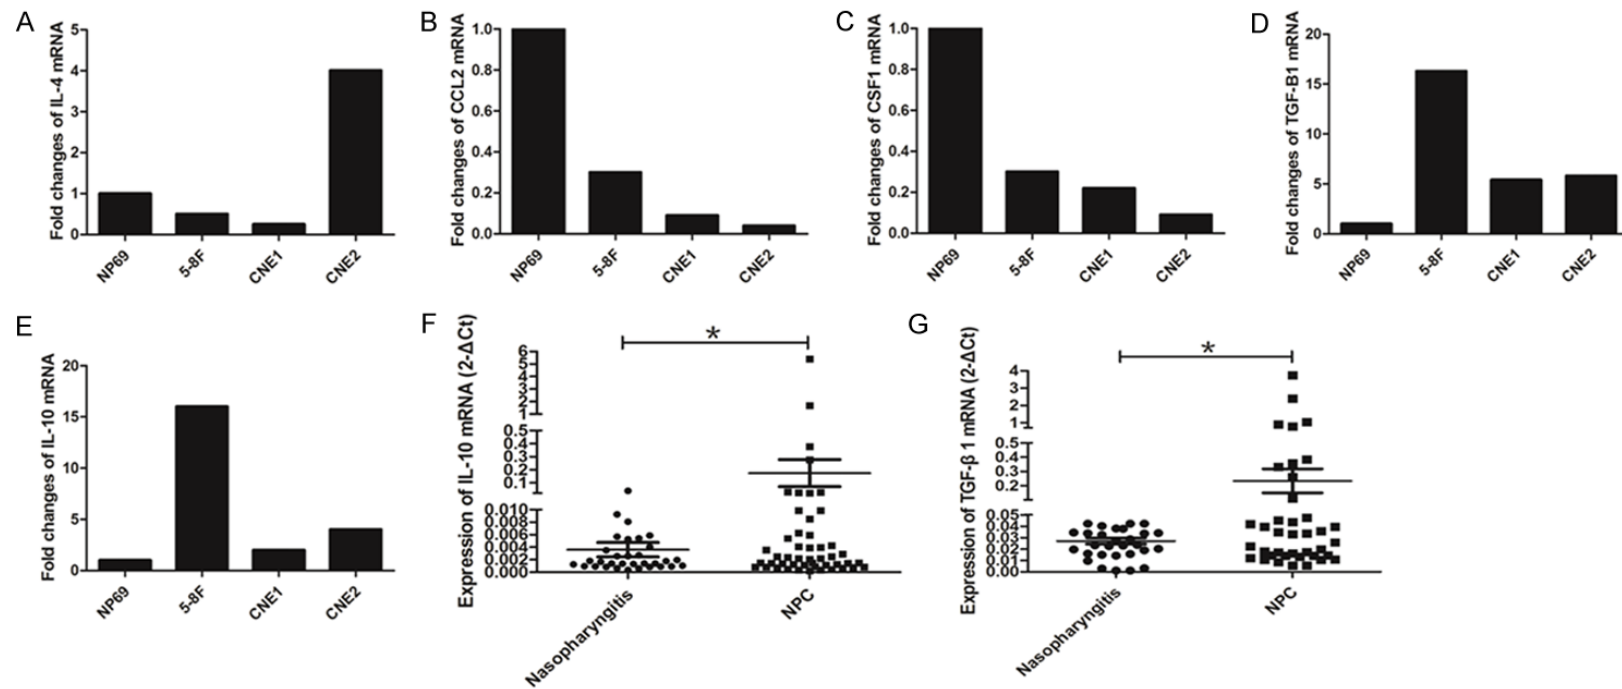 A
Fold changes of IL-4 mRNA
5
4
3
2
1
0
NP69
5-8F
CNE1
CNE2
B
Fold changes of CCL2 mRNA
1.0
0.8
0.6
0.4
0.2
0.0
NP69
5-8F
CNE1
CNE2
C
Fold changes of CSF1 mRNA
1.0
0.8
0.6
0.4
0.2
0.0
NP69
5-8F
CNE1
CNE2
D
Fold changes of TGF-B1 mRNA
20
15
10
5
0
NP69
5-8F
CNE1
CNE2
E
Fold changes of IL-10 mRNA
20
15
10
5
0
NP69
5-8F
CNE1
CNE2
F
Expression of IL-10 mRNA (2-ΔCt)
6
5
4
3
2
1
0.5
0.4
0.3
0.2
0.1
0.010
0.008
0.006
0.004
0.002
0.000
*
Nasopharyngitis
NPC
G
Expression of TGF-β 1 mRNA (2-ΔCt)
4
3
2
1
0.5
0.4
0.3
0.2
0.05
0.04
0.03
0.02
0.01
0.00
*
Nasopharyngitis
NPC